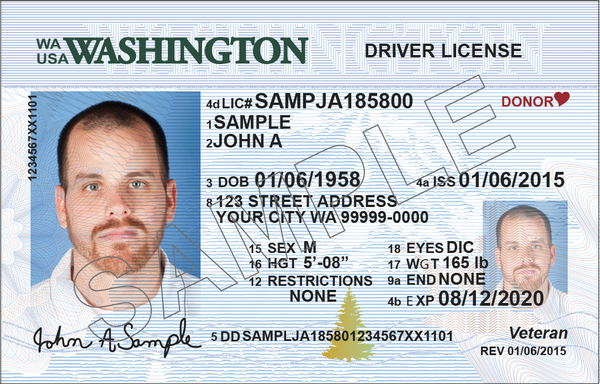 WA WASHINGTON DRIVER LICENSE
USA
4d LIC# SAMPJA185800 DONOR
1 SAMPLE
2 JOHN A
3 DOB 01/06/1958 4a ISS 01/06/2015
8 123 STREET ADDRESS
YOUR CITY WA 99999-0000
15 SEX M 18 EYES DIC
16 HGT 5'-08" 17 WGT 165 lb
12 RESTRICTIONS 9a END NONE
NONE 4b EXP 08/12/2020
5 DD SAMPLJA185801234567XX1101 Veteran
REV 01/06/2015
1234567XX1101
John A Sample
SAMPLE